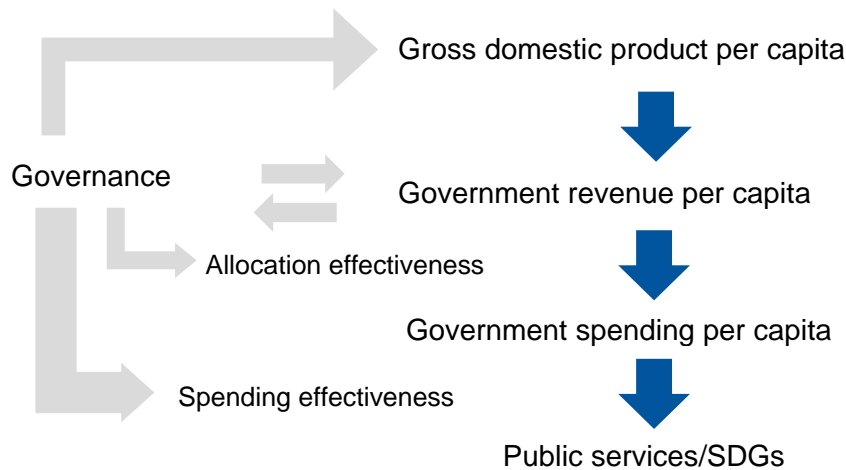 Gross domestic product per capita
Governance
Government revenue per capita
Allocation effectiveness
Government spending per capita
Spending effectiveness
Public services/SDGs